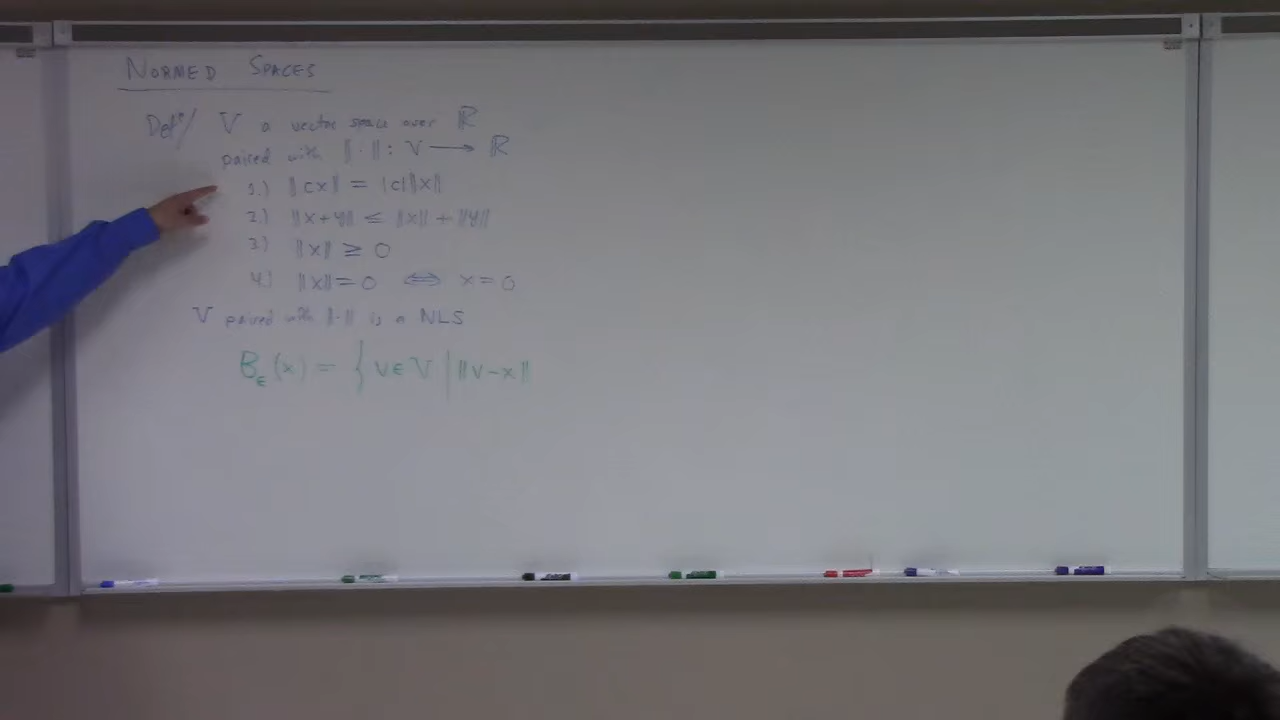 NORMED SPACES
Defⁿ/ V a vector space over ℝ
paired with ‖·‖ : V ⟶ ℝ
1.) ‖cx‖ = |c|‖x‖
2.) ‖x+y‖ ≤ ‖x‖ + ‖y‖
3.) ‖x‖ ≥ 0
4.) ‖x‖ = 0 ⟺ x = 0
V paired with ‖·‖ is a NLS
B_ε(x) = { v ∈ V | ‖v-x‖